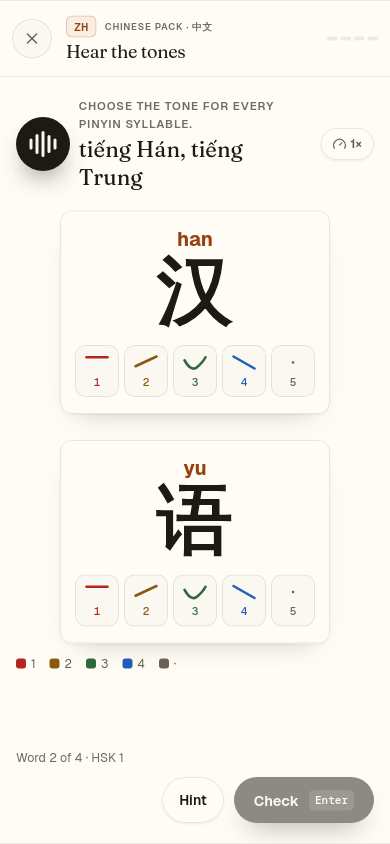 ZH CHINESE PACK · 中文
Hear the tones
CHOOSE THE TONE FOR EVERY
PINYIN SYLLABLE.
tiếng Hán, tiếng
Trung
1×
han
汉
1 2 3 4 5
yu
语
1 2 3 4 5
1 2 3 4 ·
Word 2 of 4 · HSK 1
Hint Check Enter